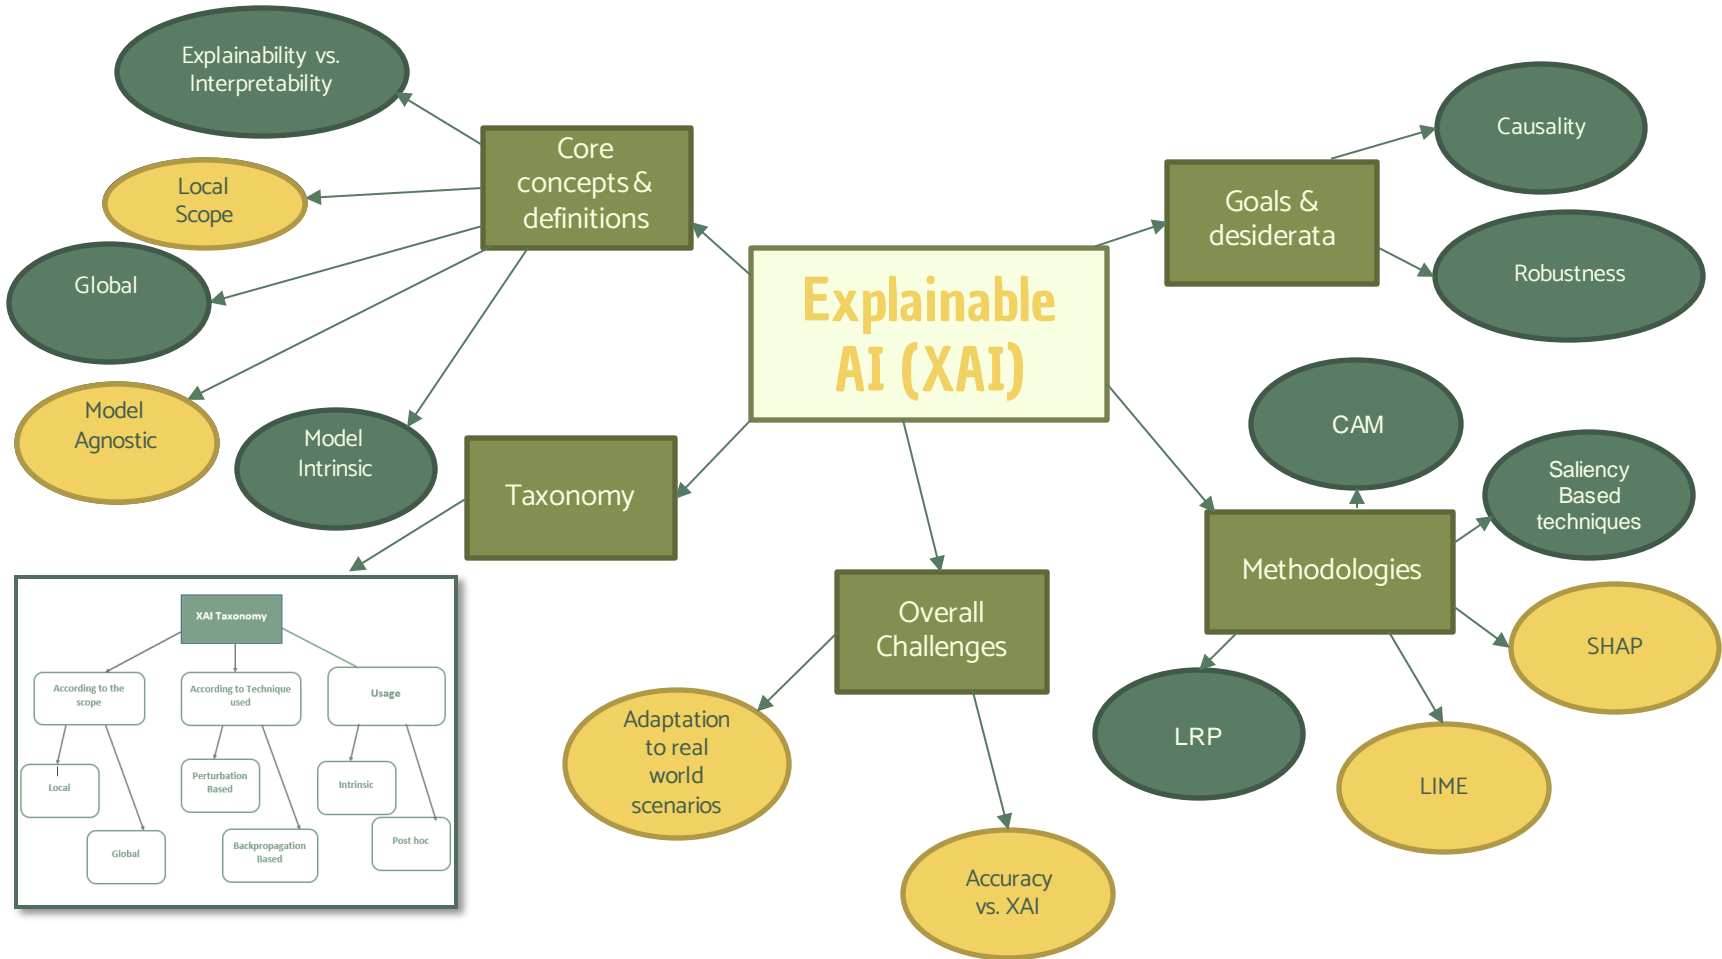 Explainability vs.
Interpretability
Local
Scope
Global
Model
Agnostic
Model
Intrinsic
Core
concepts &
definitions
Explainable
AI (XAI)
Goals &
desiderata
Causality
Robustness
Taxonomy
XAI Taxonomy
According to the
scope
According to Technique
used
Usage
Local
Global
Perturbation
Based
Backpropagation
Based
Intrinsic
Post hoc
Overall
Challenges
Adaptation
to real
world
scenarios
Accuracy
vs. XAI
Methodologies
CAM
Saliency
Based
techniques
SHAP
LIME
LRP